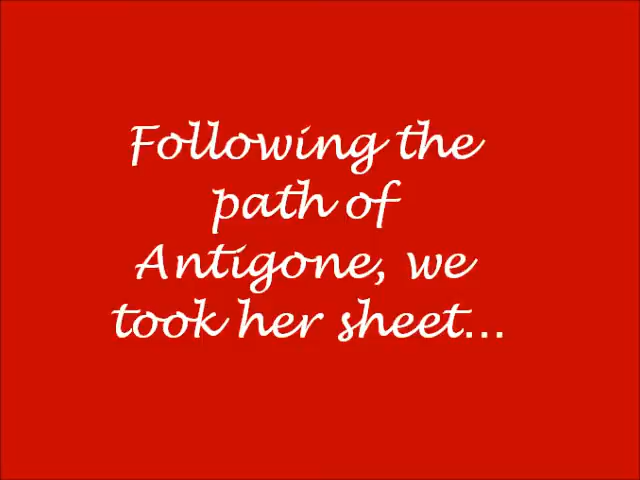 Following the
path of
Antigone, we
took her sheet...